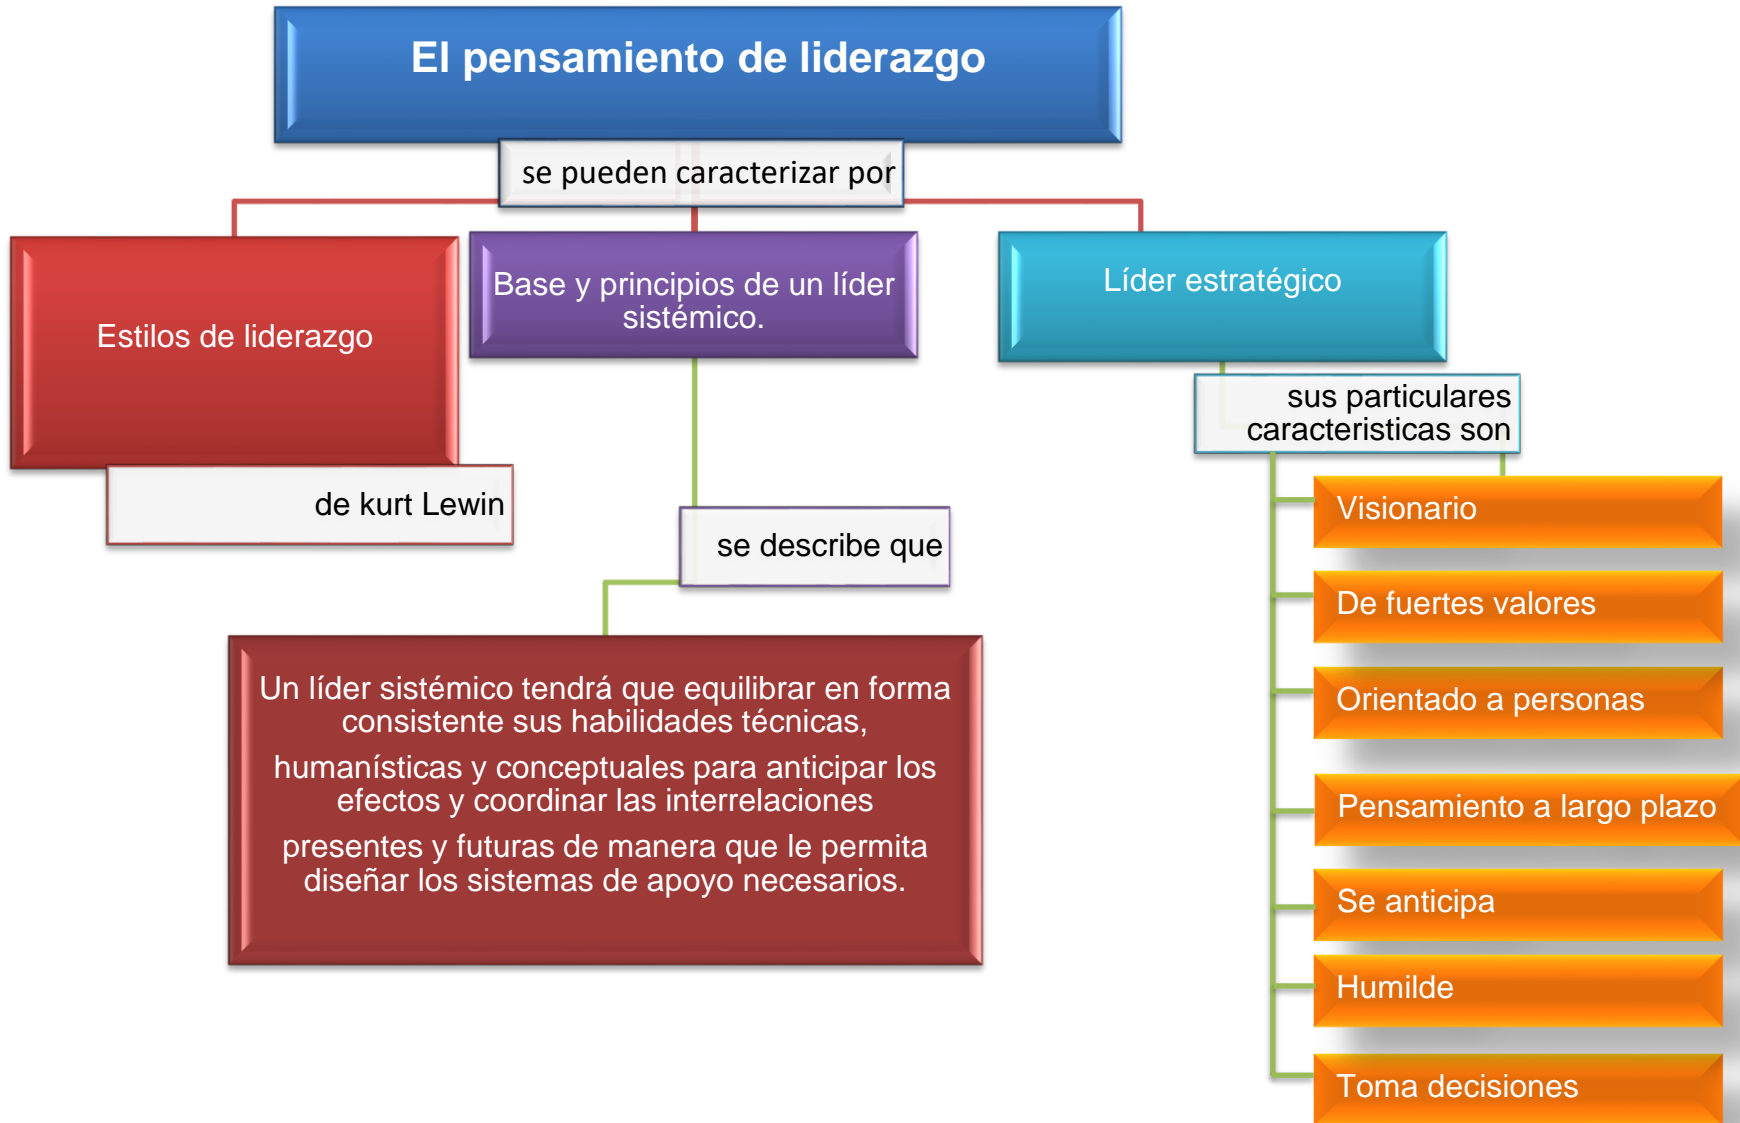 El pensamiento de liderazgo
se pueden caracterizar por
Estilos de liderazgo
de kurt Lewin
Base y principios de un líder
sistémico.
se describe que
Un líder sistémico tendrá que equilibrar en forma
consistente sus habilidades técnicas,
humanísticas y conceptuales para anticipar los
efectos y coordinar las interrelaciones
presentes y futuras de manera que le permita
diseñar los sistemas de apoyo necesarios.
Líder estratégico
sus particulares
caracteristicas son
Visionario
De fuertes valores
Orientado a personas
Pensamiento a largo plazo
Se anticipa
Humilde
Toma decisiones